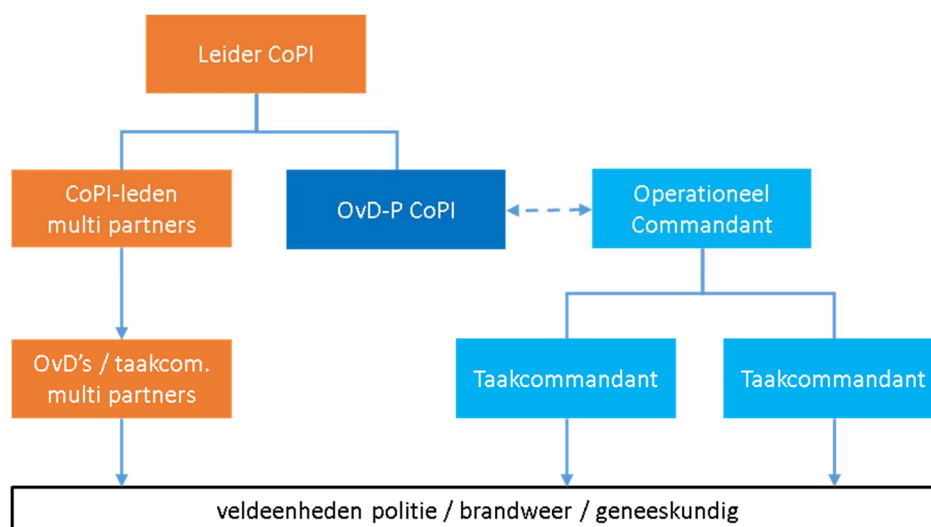 Leider CoPI
CoPI-leden
multi partners
OvD-P CoPI
Operationeel
Commandant
OvD's / taakcom.
multi partners
Taakcommandant
Taakcommandant
veldeenheden politie / brandweer / geneeskundig